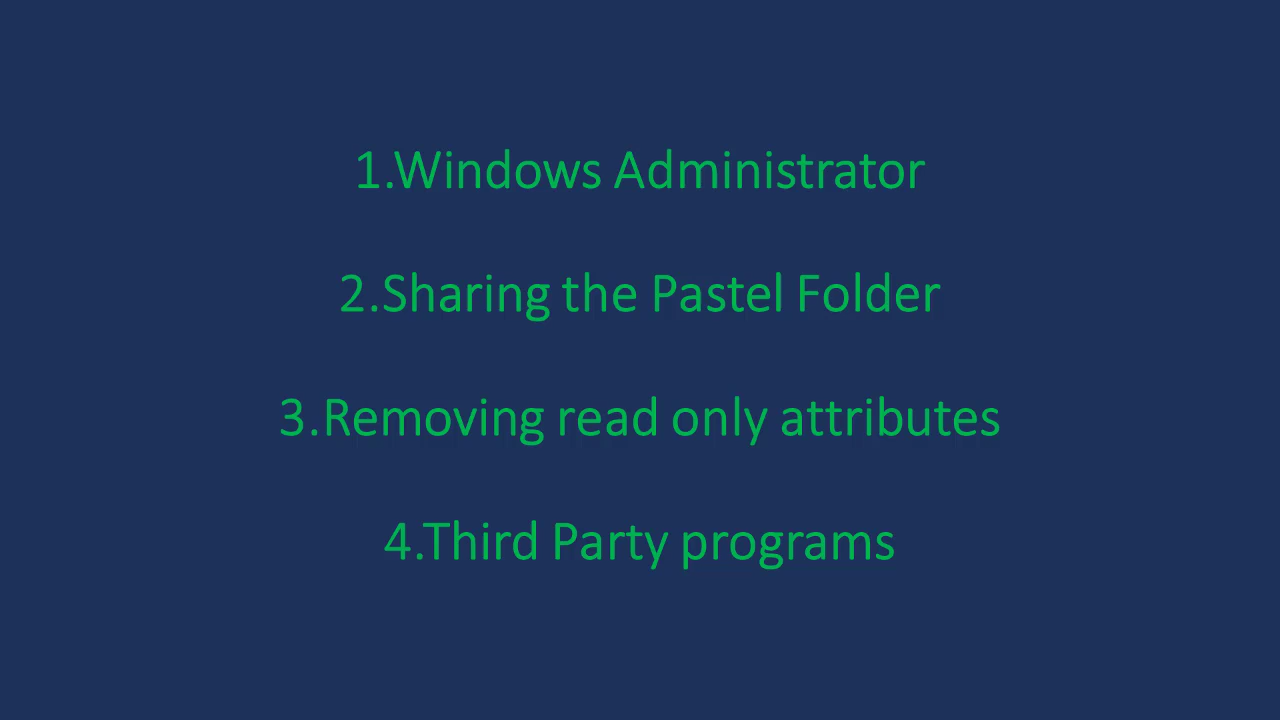 1.Windows Administrator
2.Sharing the Pastel Folder
3.Removing read only attributes
4.Third Party programs